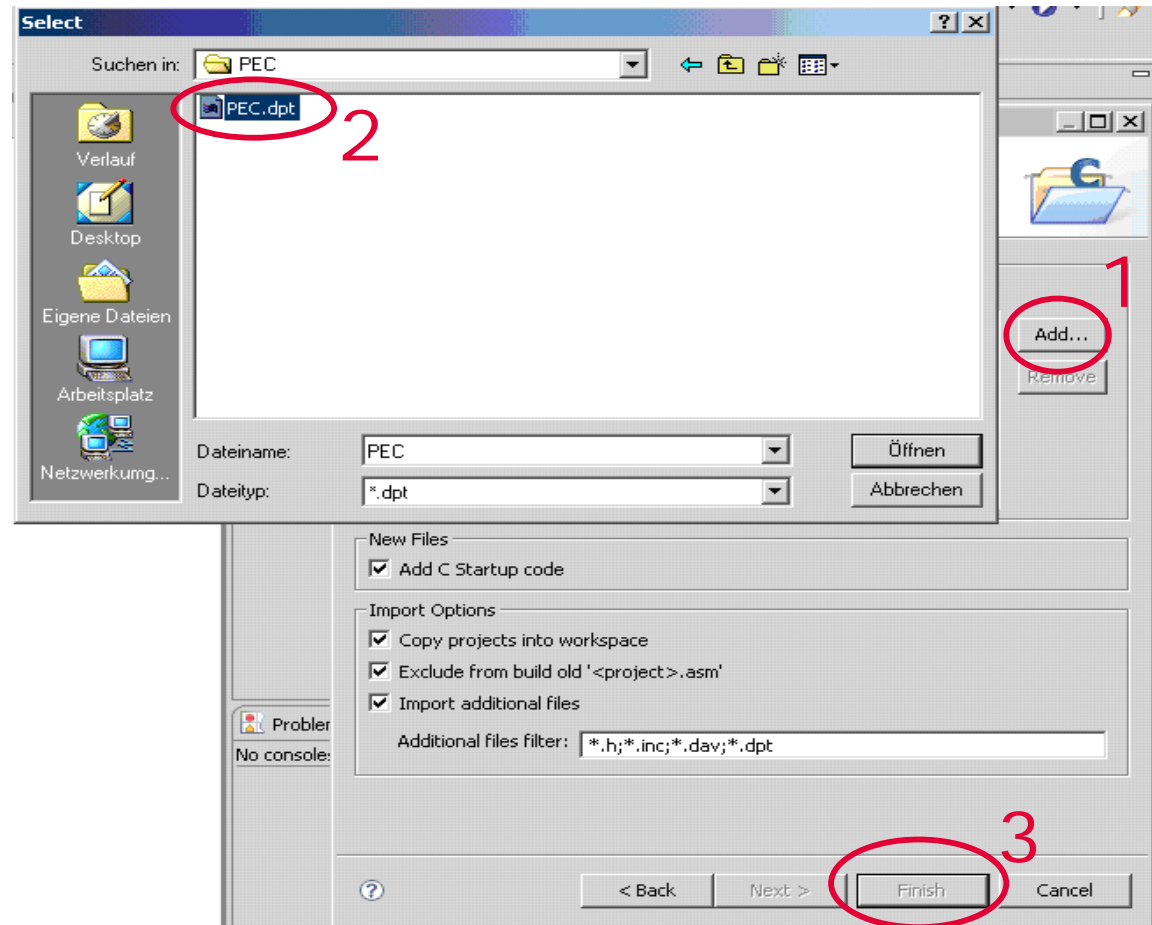 Select
Suchen in: PEC
PEC.dpt
2
Verlauf
Desktop
Eigene Dateien
Arbeitsplatz
Netzwerkumg...
Dateiname: PEC Öffnen
Dateityp: *.dpt Abbrechen
C
1
Add...
Remove
New Files
Add C Startup code
Import Options
Copy projects into workspace
Exclude from build old '<project>.asm'
Import additional files
Additional files filter: *.h;*.inc;*.dav;*.dpt
Problem
No consoles
3
< Back Next > Finish Cancel